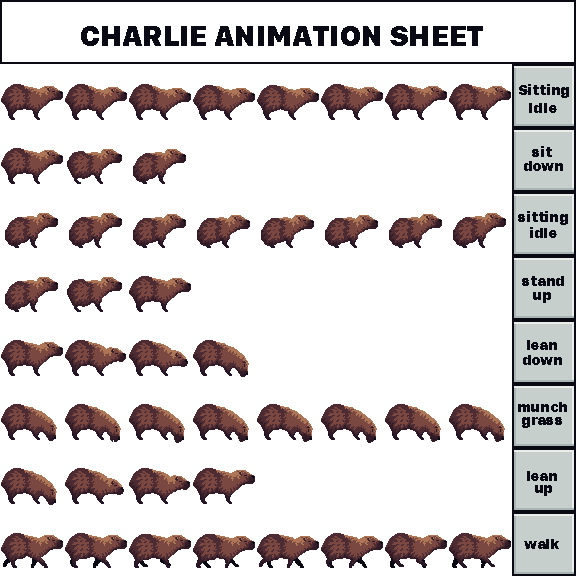 CHARLIE ANIMATION SHEET
Sitting
Idle
sit
down
sitting
idle
stand
up
lean
down
munch
grass
lean
up
walk